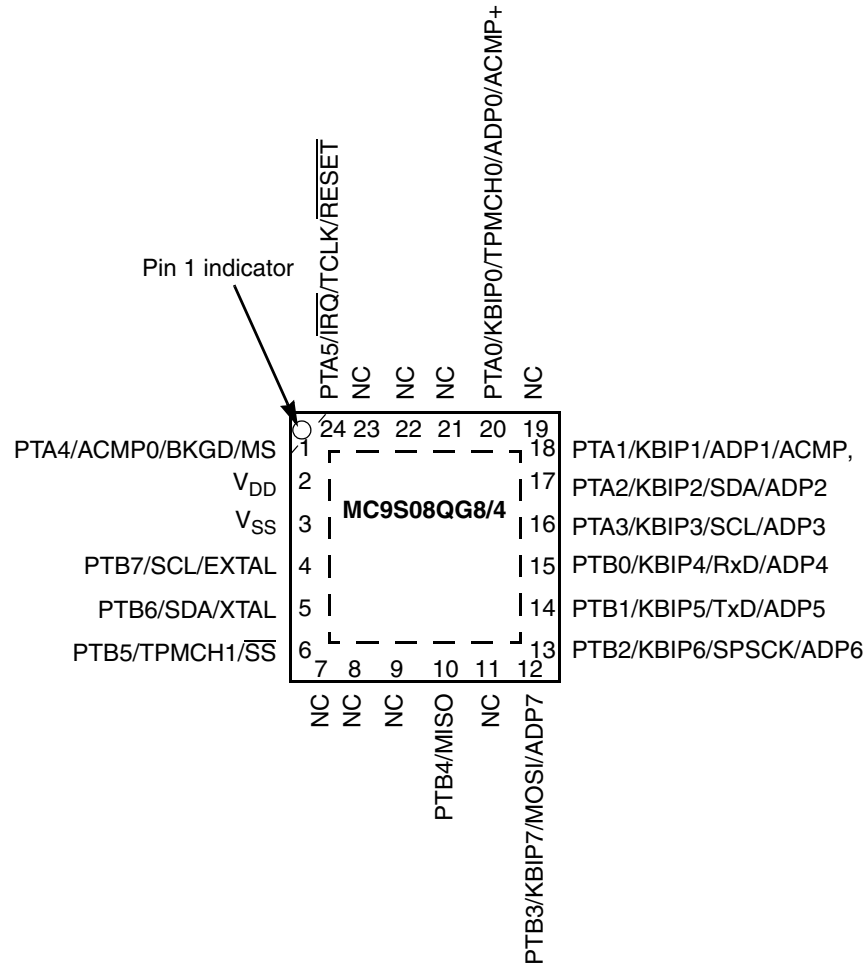 PTA5/I̅R̅Q̅/TCLK/R̅E̅S̅E̅T̅
NC
NC
NC
PTA0/KBIP0/TPMCH0/ADP0/ACMP+
NC
Pin 1 indicator
24 23 22 21 20 19
PTA4/ACMP0/BKGD/MS 1
18 PTA1/KBIP1/ADP1/ACMP,
VDD 2
17 PTA2/KBIP2/SDA/ADP2
MC9S08QG8/4
VSS 3
16 PTA3/KBIP3/SCL/ADP3
PTB7/SCL/EXTAL 4
15 PTB0/KBIP4/RxD/ADP4
PTB6/SDA/XTAL 5
14 PTB1/KBIP5/TxD/ADP5
PTB5/TPMCH1/S̅S̅ 6
13 PTB2/KBIP6/SPSCK/ADP6
7 8 9 10 11 12
NC
NC
NC
PTB4/MISO
NC
PTB3/KBIP7/MOSI/ADP7